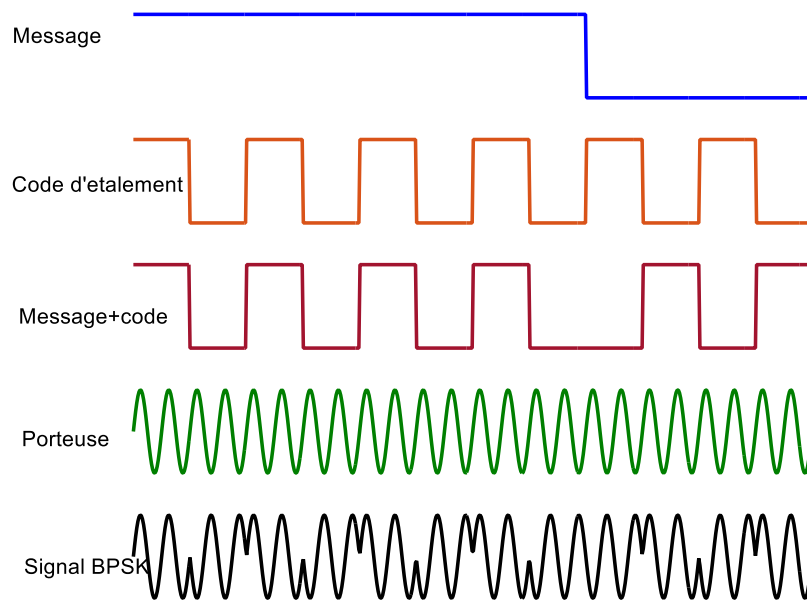 Message
Code d'etalement
Message+code
Porteuse
Signal BPSK